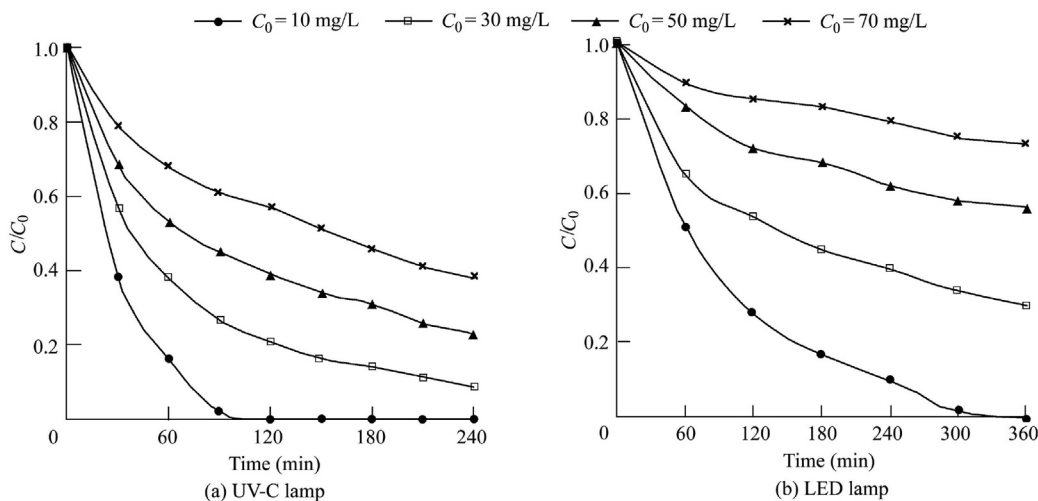 C₀ = 10 mg/L C₀ = 30 mg/L C₀ = 50 mg/L C₀ = 70 mg/L
1.0
0.8
0.6
0.4
0.2
C/C₀
0 60 120 180 240
Time (min)
(a) UV-C lamp
1.0
0.8
0.6
0.4
0.2
C/C₀
0 60 120 180 240 300 360
Time (min)
(b) LED lamp